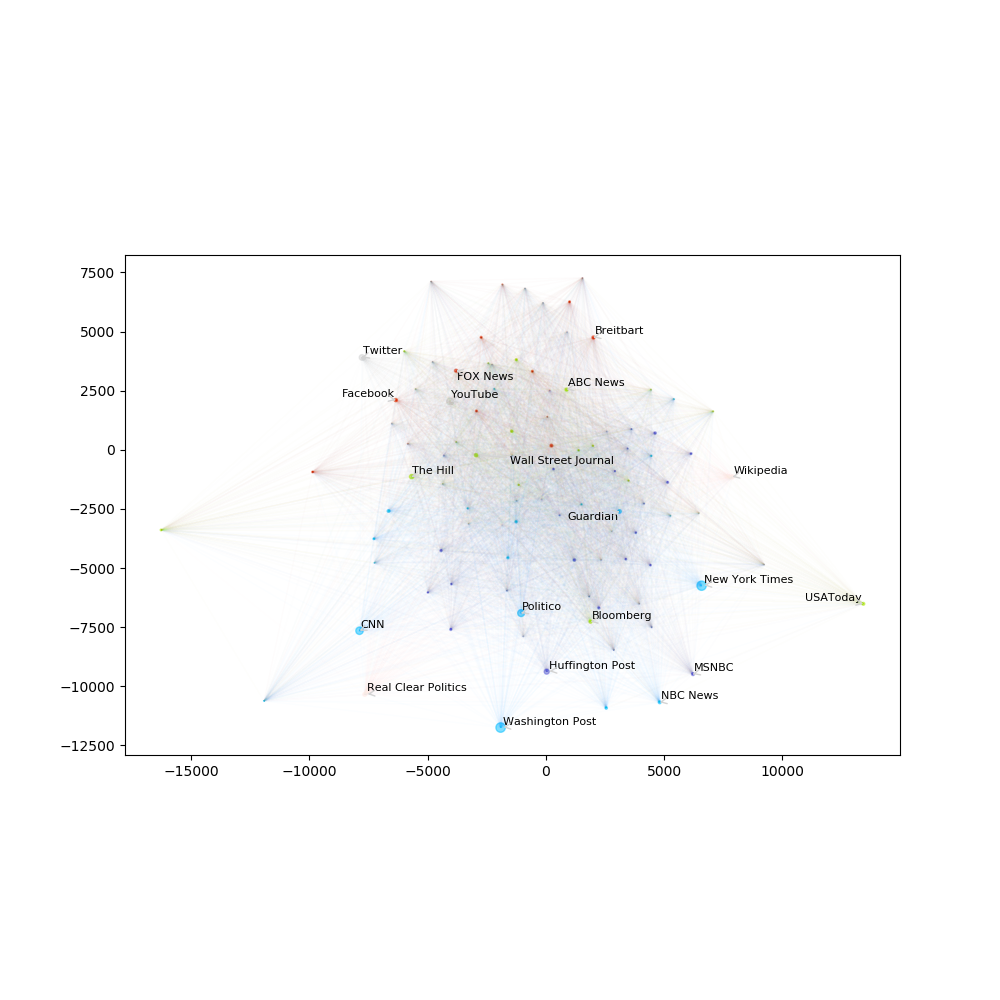 7500
5000
2500
0
−2500
−5000
−7500
−10000
−12500
Breitbart
Twitter
FOX News
ABC News
Facebook
YouTube
Wall Street Journal
The Hill
Wikipedia
Guardian
New York Times
USAToday
Politico
Bloomberg
CNN
Huffington Post
MSNBC
Real Clear Politics
NBC News
Washington Post
−15000 −10000 −5000 0 5000 10000